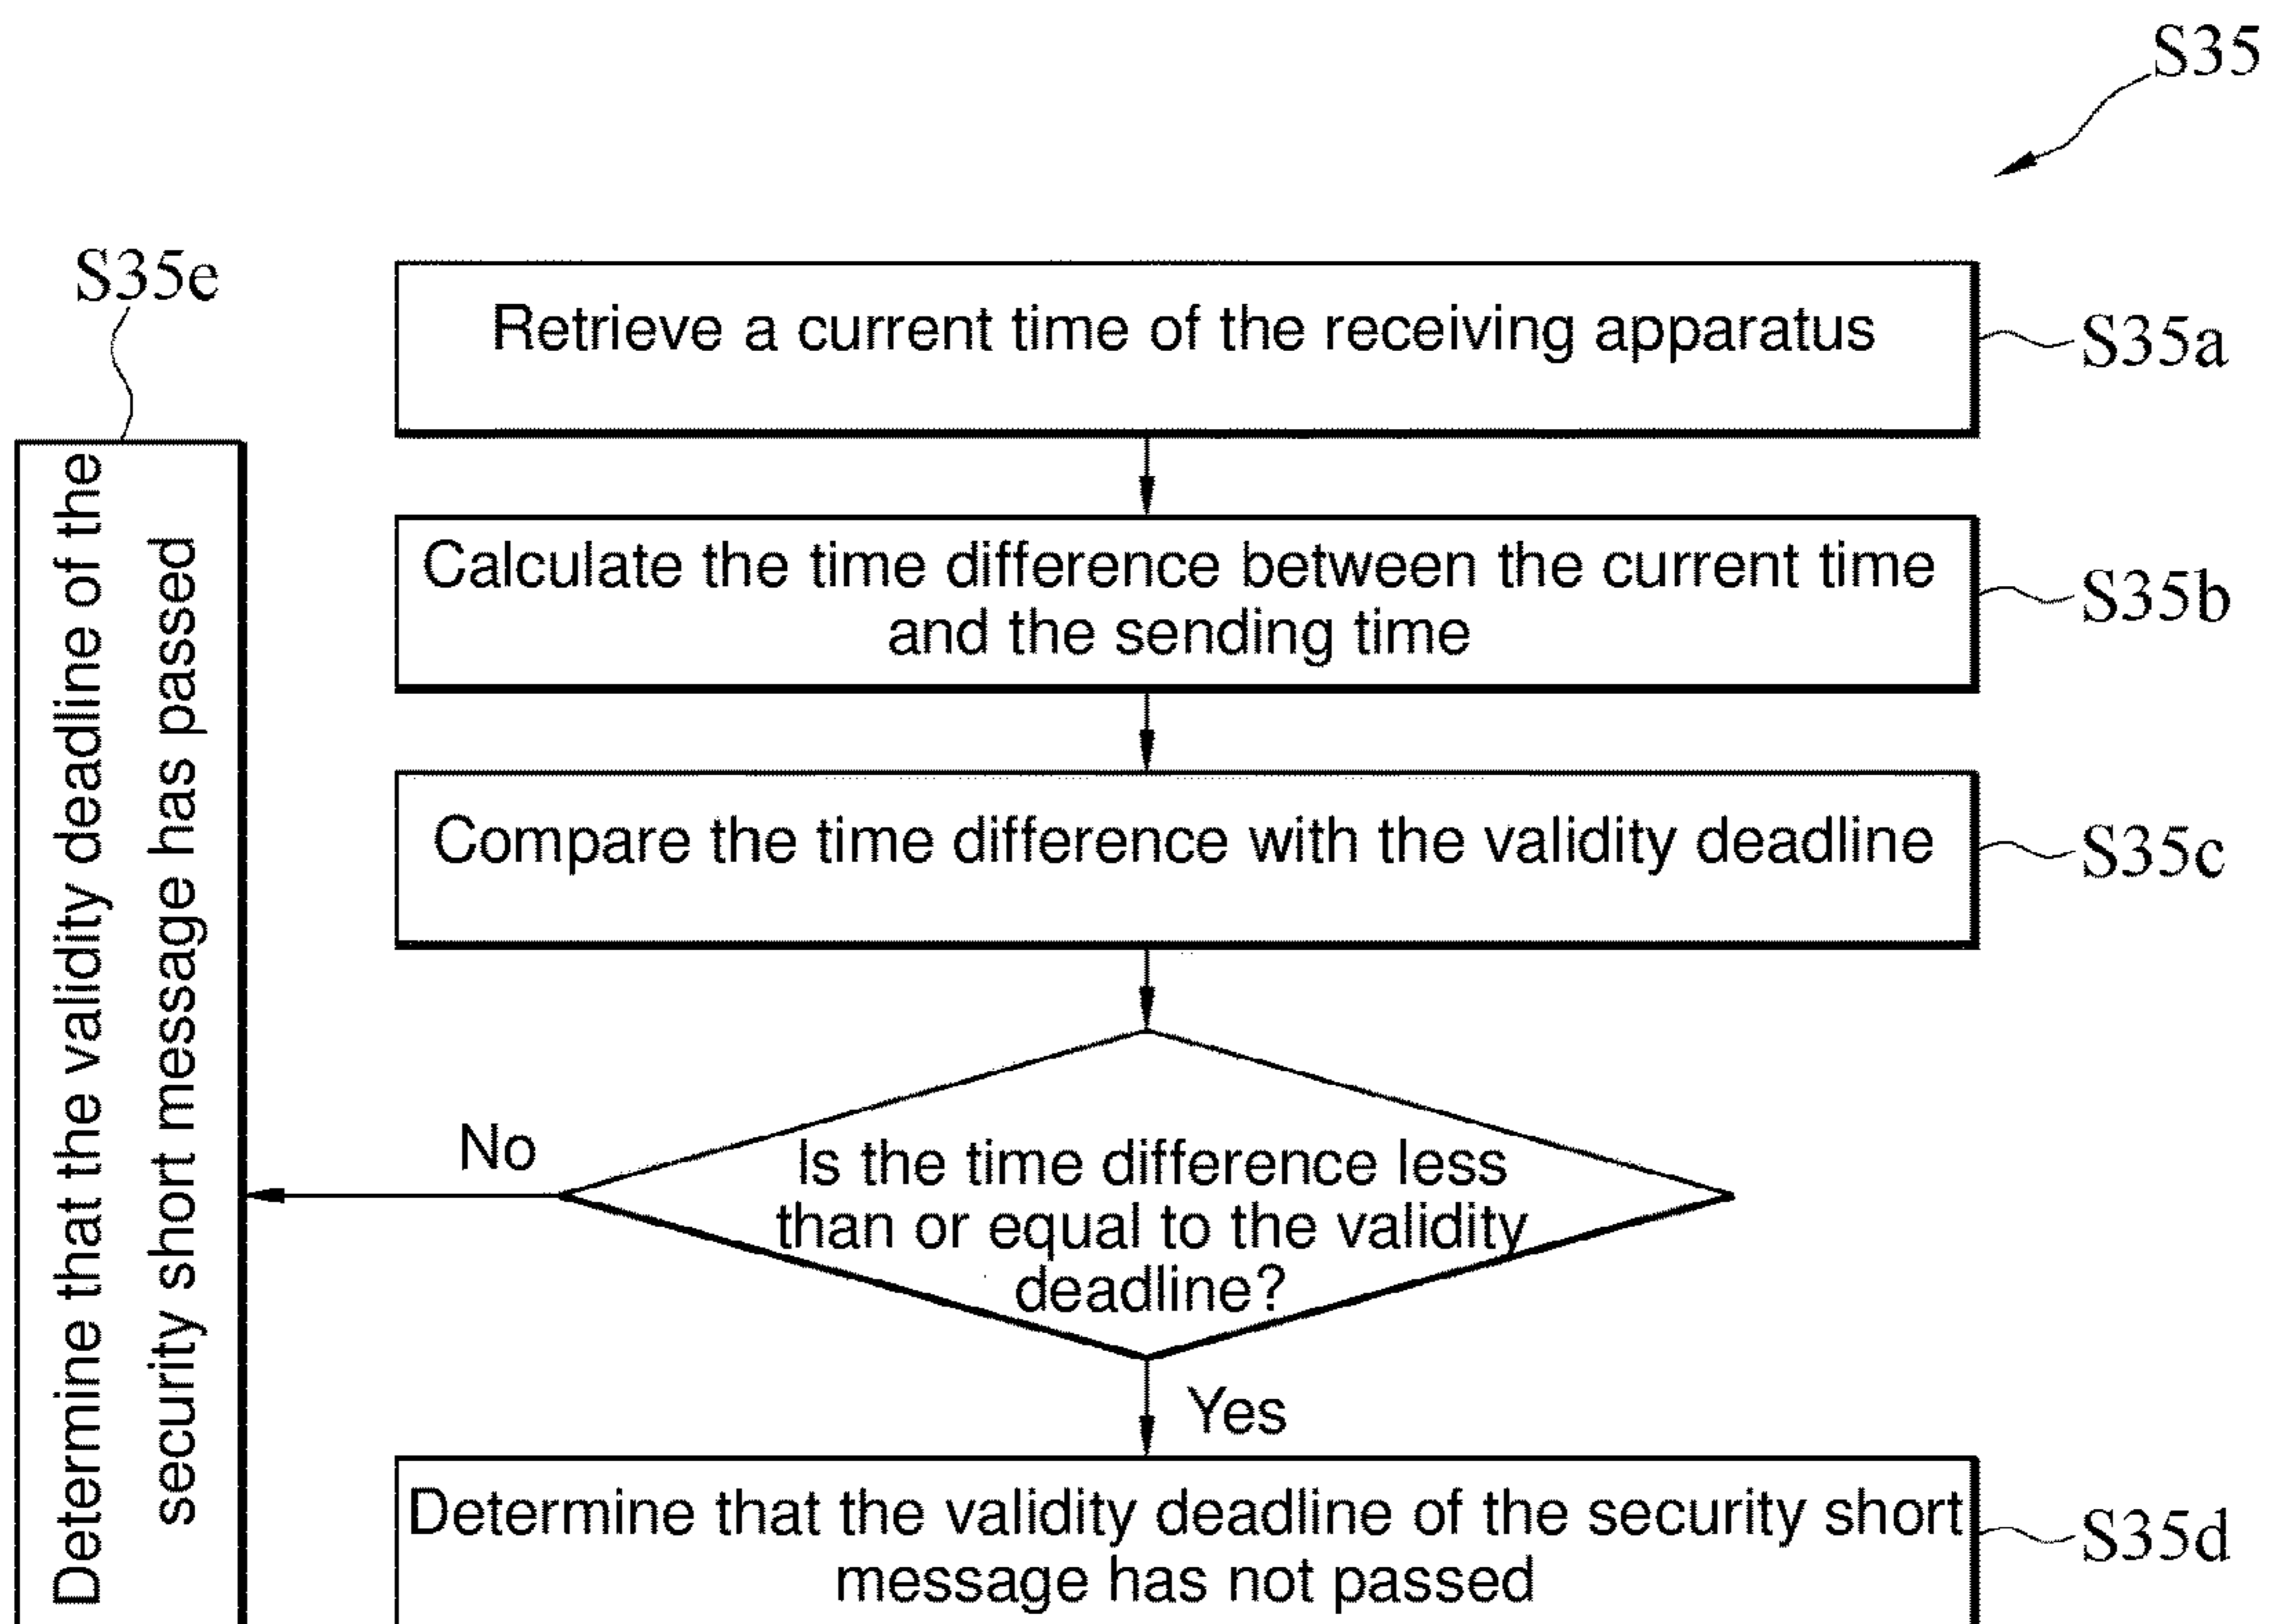 S35
S35e
Retrieve a current time of the receiving apparatus
S35a
Calculate the time difference between the current time
and the sending time
S35b
Compare the time difference with the validity deadline
S35c
Determine that the validity deadline of the
security short message has passed
No
Is the time difference less
than or equal to the validity
deadline?
Yes
Determine that the validity deadline of the security short
message has not passed
S35d